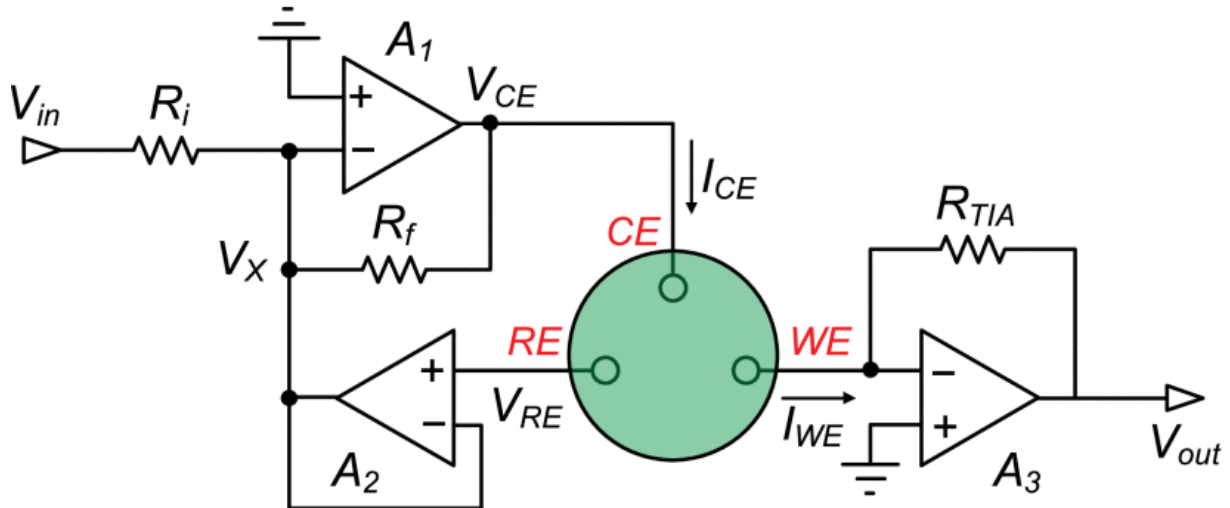 A1
VCE
Vin
Ri
+
−
ICE
RTIA
Rf
CE
VX
RE
WE
+
−
VRE
IWE
−
+
A2
A3
Vout